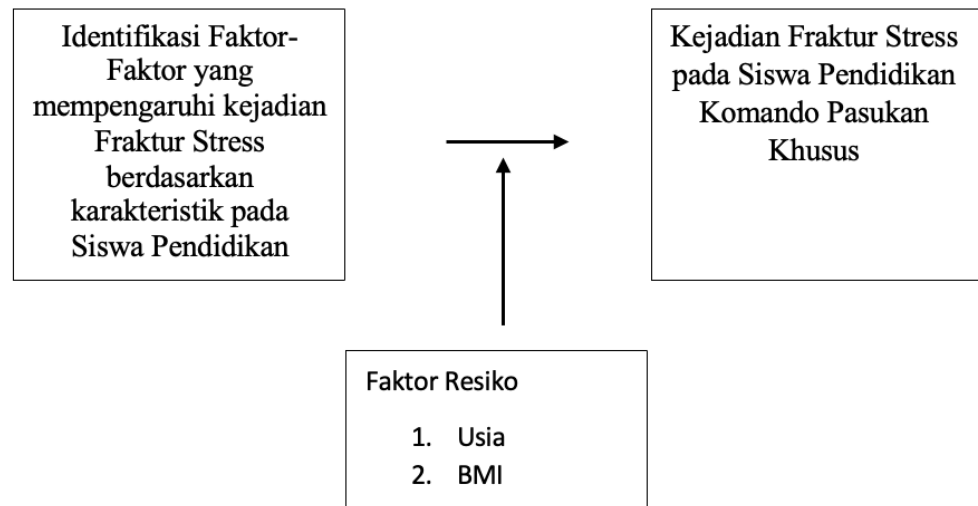 Identifikasi Faktor-
Faktor yang
mempengaruhi kejadian
Fraktur Stress
berdasarkan
karakteristik pada
Siswa Pendidikan
Kejadian Fraktur Stress
pada Siswa Pendidikan
Komando Pasukan
Khusus
Faktor Resiko
1. Usia
2. BMI